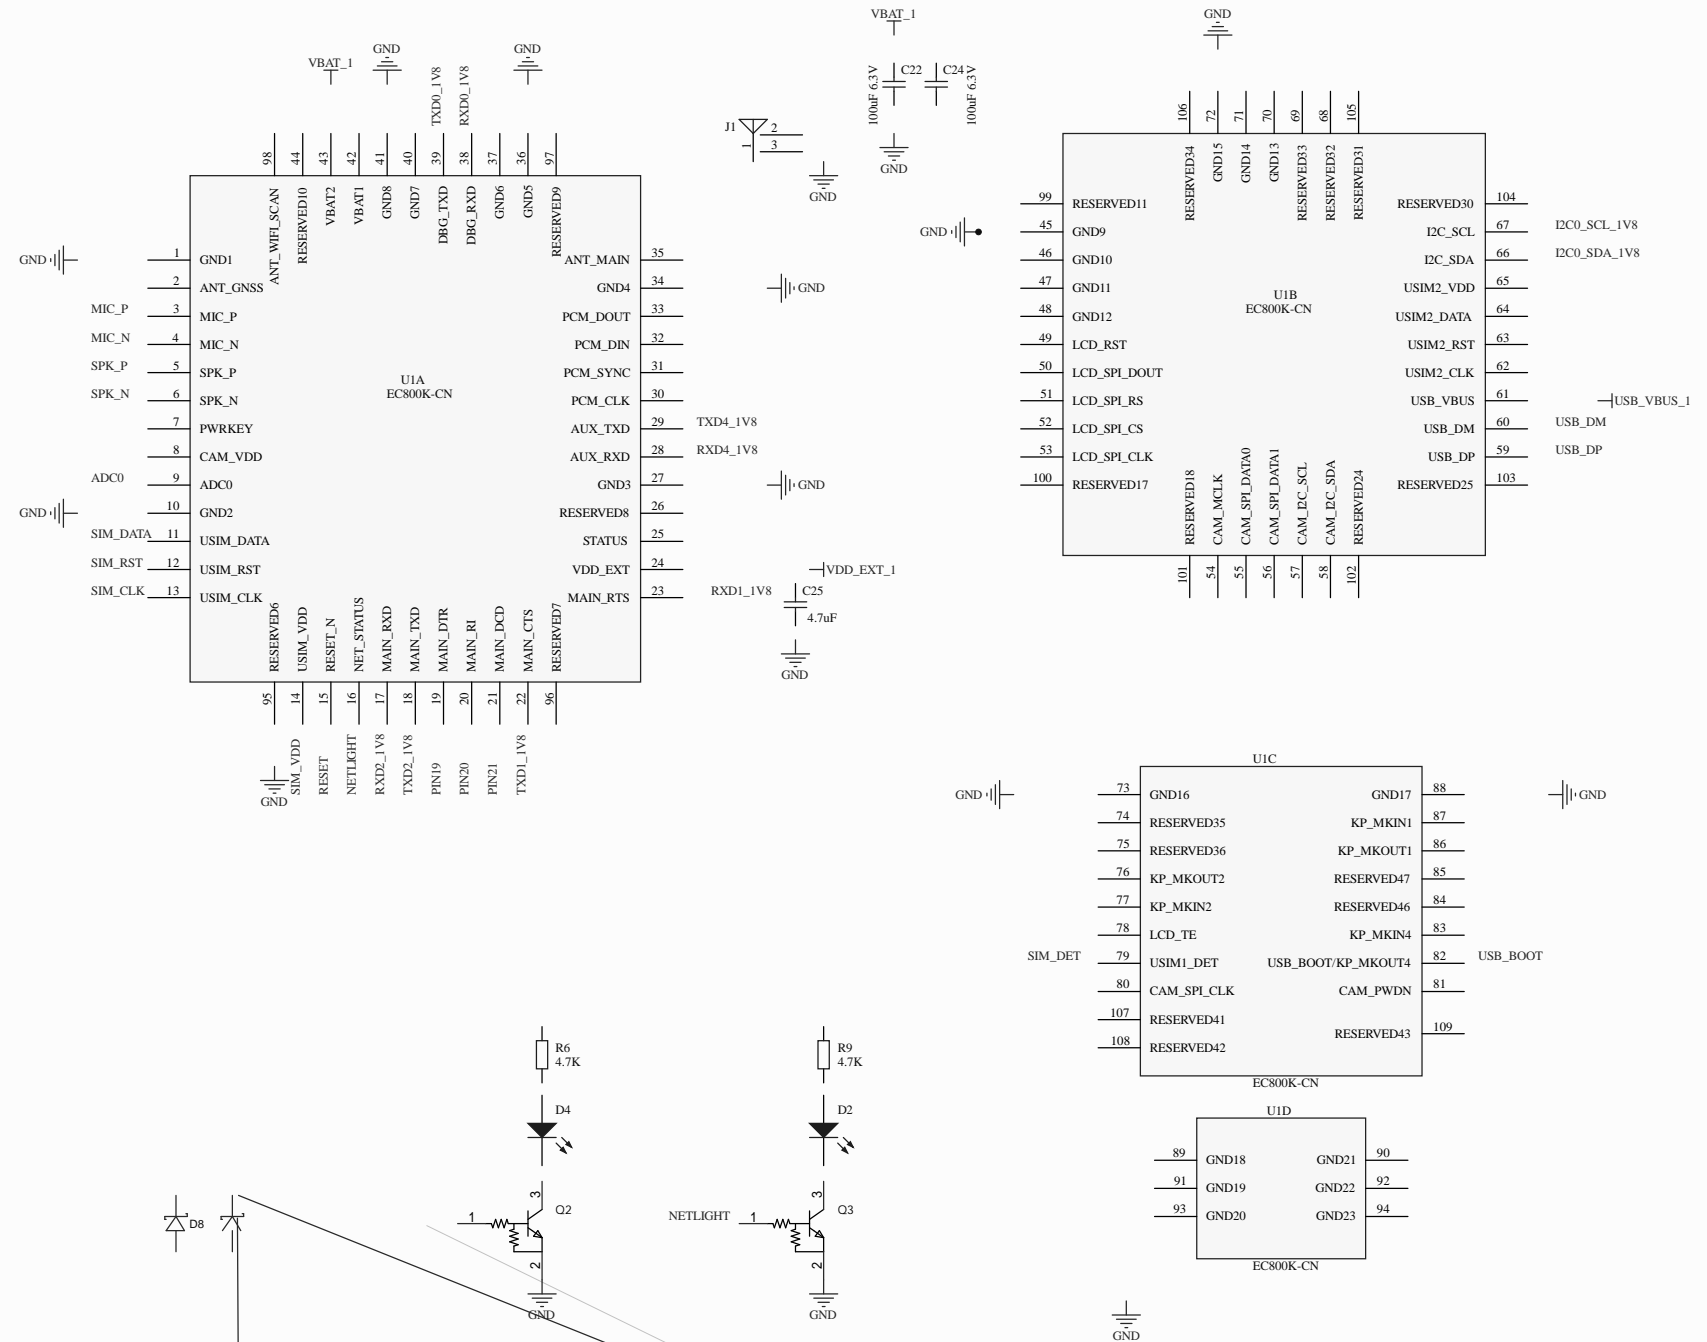 VBAT_1
GND
GND
GND
VBAT_1
TXD0_1V8
RXD0_1V8
C22
C24
100uF 6.3V
100uF 6.3V
GND
J1
1
2
3
GND
98 44 43 42 41 40 39 38 37 36 97
ANT_WIFI_SCAN
RESERVED10
VBAT2
VBAT1
GND8
GND7
DBG_TXD
DBG_RXD
GND6
GND5
RESERVED9
GND 1 GND1
2 ANT_GNSS
MIC_P 3 MIC_P
MIC_N 4 MIC_N
SPK_P 5 SPK_P
SPK_N 6 SPK_N
7 PWRKEY
8 CAM_VDD
ADC0 9 ADC0
GND 10 GND2
SIM_DATA 11 USIM_DATA
SIM_RST 12 USIM_RST
SIM_CLK 13 USIM_CLK
U1A
EC800K-CN
ANT_MAIN 35
GND4 34 GND
PCM_DOUT 33
PCM_DIN 32
PCM_SYNC 31
PCM_CLK 30
AUX_TXD 29 TXD4_1V8
AUX_RXD 28 RXD4_1V8
GND3 27 GND
RESERVED8 26
STATUS 25
VDD_EXT 24 VDD_EXT_1
MAIN_RTS 23 RXD1_1V8
C25
4.7uF
GND
RESERVED6
USIM_VDD
RESET_N
NET_STATUS
MAIN_RXD
MAIN_TXD
MAIN_DTR
MAIN_RI
MAIN_DCD
MAIN_CTS
RESERVED7
95 14 15 16 17 18 19 20 21 22 96
GND
SIM_VDD
RESET
NETLIGHT
RXD2_1V8
TXD2_1V8
PIN19
PIN20
PIN21
TXD1_1V8
106 72 71 70 69 68 105
RESERVED34
GND15
GND14
GND13
RESERVED33
RESERVED32
RESERVED31
99 RESERVED11
GND 45 GND9
46 GND10
47 GND11
48 GND12
49 LCD_RST
50 LCD_SPI_DOUT
51 LCD_SPI_RS
52 LCD_SPI_CS
53 LCD_SPI_CLK
100 RESERVED17
U1B
EC800K-CN
RESERVED30 104
I2C_SCL 67 I2C0_SCL_1V8
I2C_SDA 66 I2C0_SDA_1V8
USIM2_VDD 65
USIM2_DATA 64
USIM2_RST 63
USIM2_CLK 62
USB_VBUS 61 USB_VBUS_1
USB_DM 60 USB_DM
USB_DP 59 USB_DP
RESERVED25 103
RESERVED18
CAM_MCLK
CAM_SPI_DATA0
CAM_SPI_DATA1
CAM_I2C_SCL
CAM_I2C_SDA
RESERVED24
101 54 55 56 57 58 102
U1C
GND 73 GND16 GND17 88 GND
74 RESERVED35 KP_MKIN1 87
75 RESERVED36 KP_MKOUT1 86
76 KP_MKOUT2 RESERVED47 85
77 KP_MKIN2 RESERVED46 84
78 LCD_TE KP_MKIN4 83
SIM_DET 79 USIM1_DET USB_BOOT/KP_MKOUT4 82 USB_BOOT
80 CAM_SPI_CLK CAM_PWDN 81
107 RESERVED41
RESERVED43 109
108 RESERVED42
EC800K-CN
U1D
89 GND18 GND21 90
91 GND19 GND22 92
93 GND20 GND23 94
EC800K-CN
GND
R6
4.7K
D4
3
1
Q2
2
GND
R9
4.7K
D2
3
NETLIGHT 1
Q3
2
GND
D8